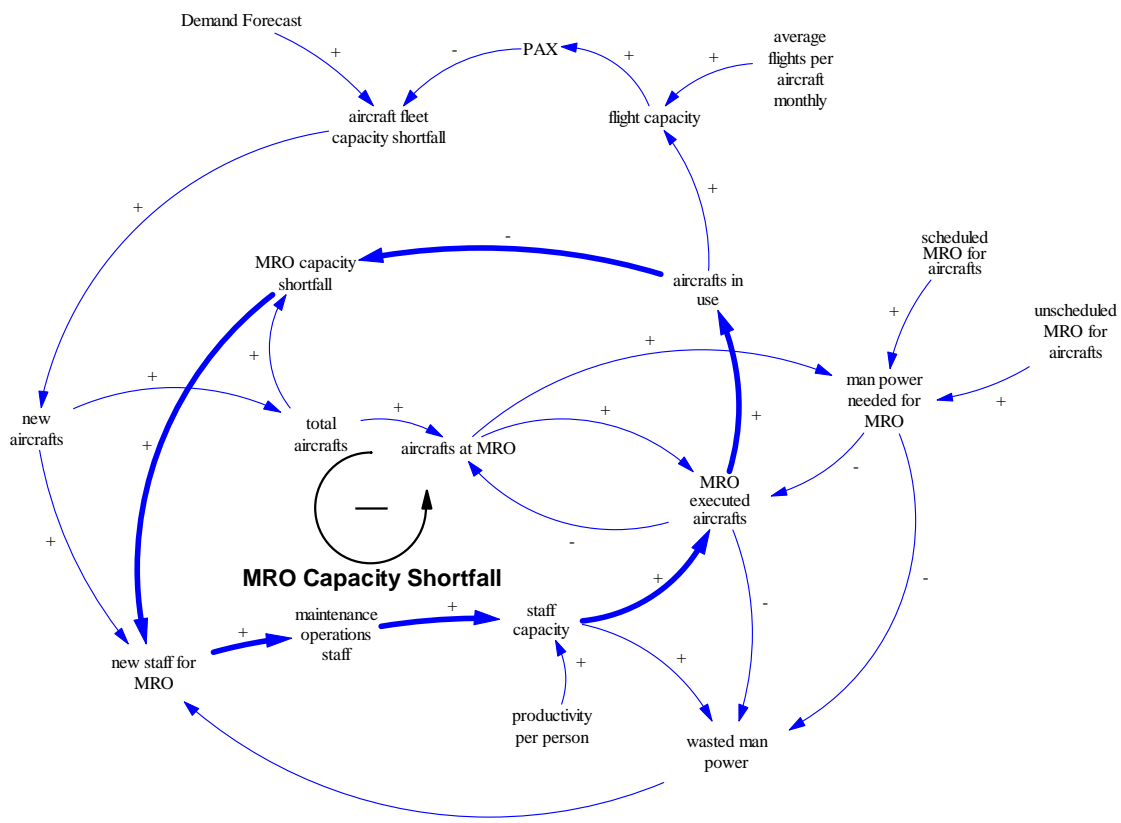 Demand Forecast
+
-
PAX
+
+
average
flights per
aircraft
monthly
aircraft fleet
capacity shortfall
flight capacity
+
+
-
scheduled
MRO for
aircrafts
MRO capacity
shortfall
aircrafts in
use
+
unscheduled
MRO for
aircrafts
+
+
+
man power
needed for
MRO
+
new
aircrafts
+
total
aircrafts
+
aircrafts at MRO
+
+
-
MRO
executed
aircrafts
+
-
—
MRO Capacity Shortfall
+
-
-
maintenance
operations
staff
+
staff
capacity
+
new staff for
MRO
+
+
productivity
per person
wasted man
power